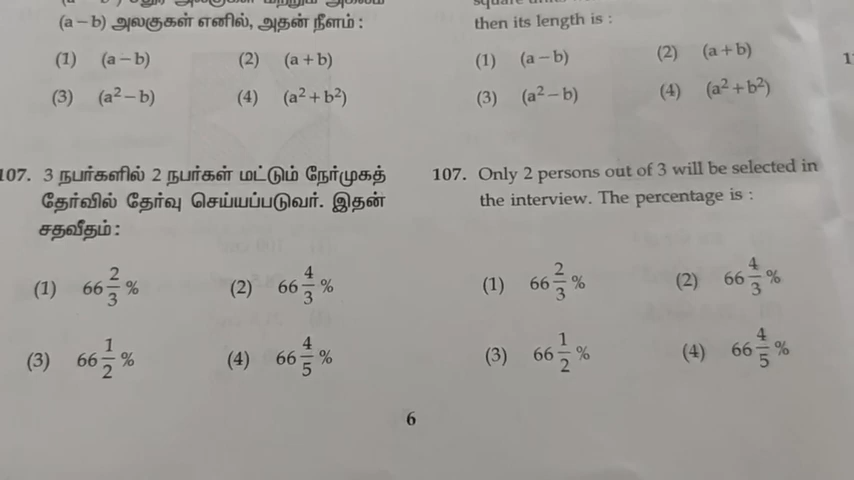 (a – b) அலகுகள் எனில், அதன் நீளம் :
(1) (a – b) (2) (a + b)
(3) (a² – b) (4) (a² + b²)
107. 3 நபர்களில் 2 நபர்கள் மட்டும் நேர்முகத்
தேர்வில் தேர்வு செய்யப்படுவர். இதன்
சதவீதம் :
(1) 66 2/3 % (2) 66 4/3 %
(3) 66 1/2 % (4) 66 4/5 %
square units
then its length is :
(1) (a – b) (2) (a + b)
(3) (a² – b) (4) (a² + b²)
107. Only 2 persons out of 3 will be selected in
the interview. The percentage is :
(1) 66 2/3 % (2) 66 4/3 %
(3) 66 1/2 % (4) 66 4/5 %
6